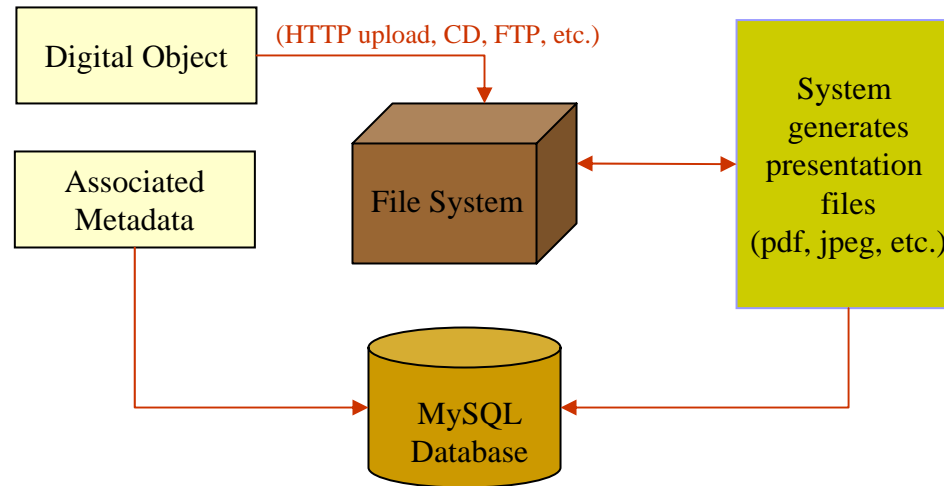 Digital Object
(HTTP upload, CD, FTP, etc.)
System
generates
presentation
files
(pdf, jpeg, etc.)
Associated
Metadata
File System
MySQL
Database